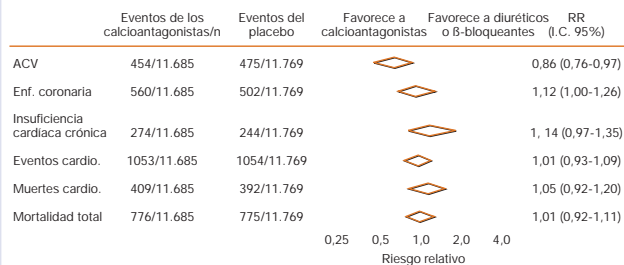 Eventos de los Eventos del Favorece a Favorece a diuréticos RR
calcioantagonistas/n placebo calcioantagonistas o ß-bloqueantes (I.C. 95%)
ACV 454/11.685 475/11.769 0,86 (0,76-0,97)
Enf. coronaria 560/11.685 502/11.769 1,12 (1,00-1,26)
Insuficiencia
cardíaca crónica 274/11.685 244/11.769 1, 14 (0,97-1,35)
Eventos cardio. 1053/11.685 1054/11.769 1,01 (0,93-1,09)
Muertes cardio. 409/11.685 392/11.769 1,05 (0,92-1,20)
Mortalidad total 776/11.685 775/11.769 1,01 (0,92-1,11)
0,25 0,5 1,0 2,0 4,0
Riesgo relativo